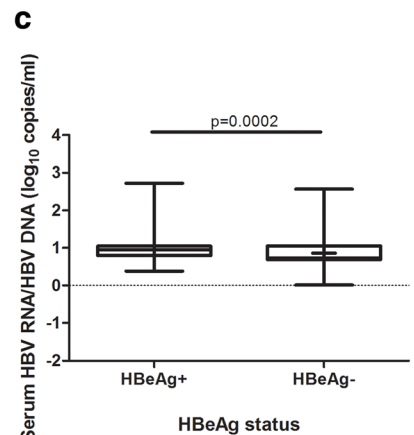 C
Serum HBV RNA/HBV DNA (log10 copies/ml)
p=0.0002
4
3
2
1
0
-1
-2
HBeAg+ HBeAg-
HBeAg status